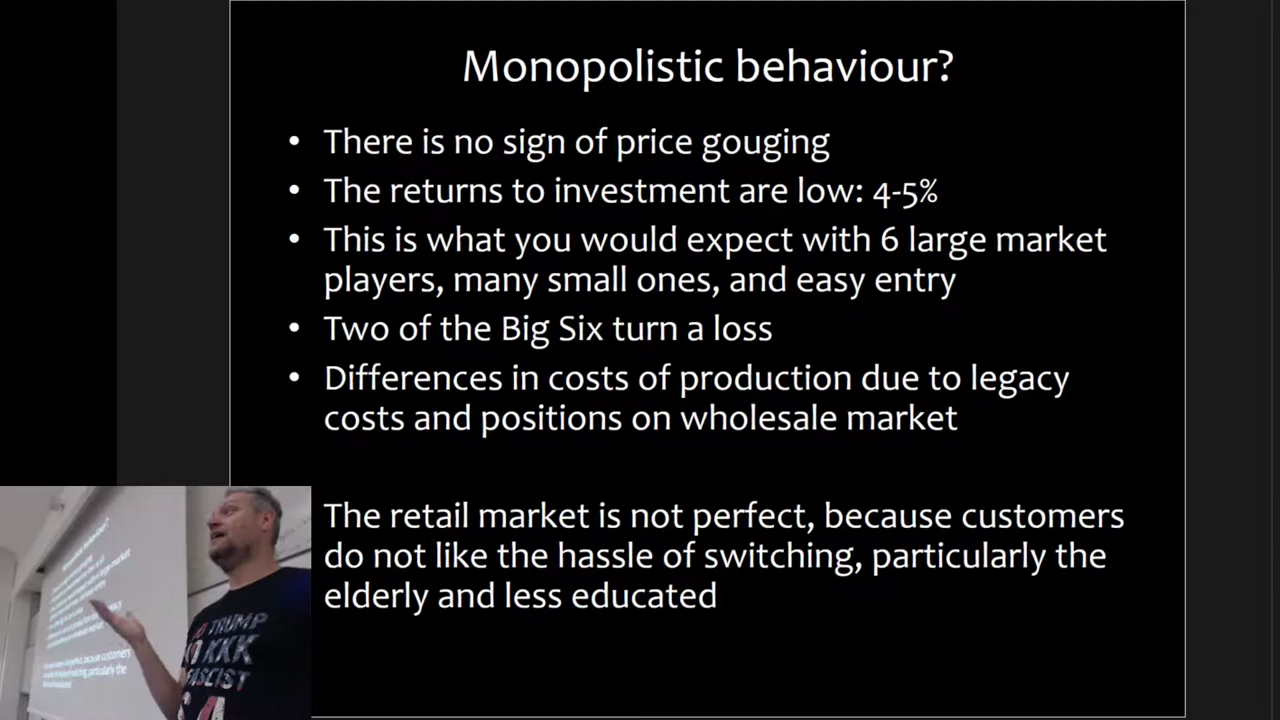 Monopolistic behaviour?
• There is no sign of price gouging
• The returns to investment are low: 4-5%
• This is what you would expect with 6 large market
players, many small ones, and easy entry
• Two of the Big Six turn a loss
• Differences in costs of production due to legacy
costs and positions on wholesale market
The retail market is not perfect, because customers
do not like the hassle of switching, particularly the
elderly and less educated
TRUMP
KKK
FASCIST